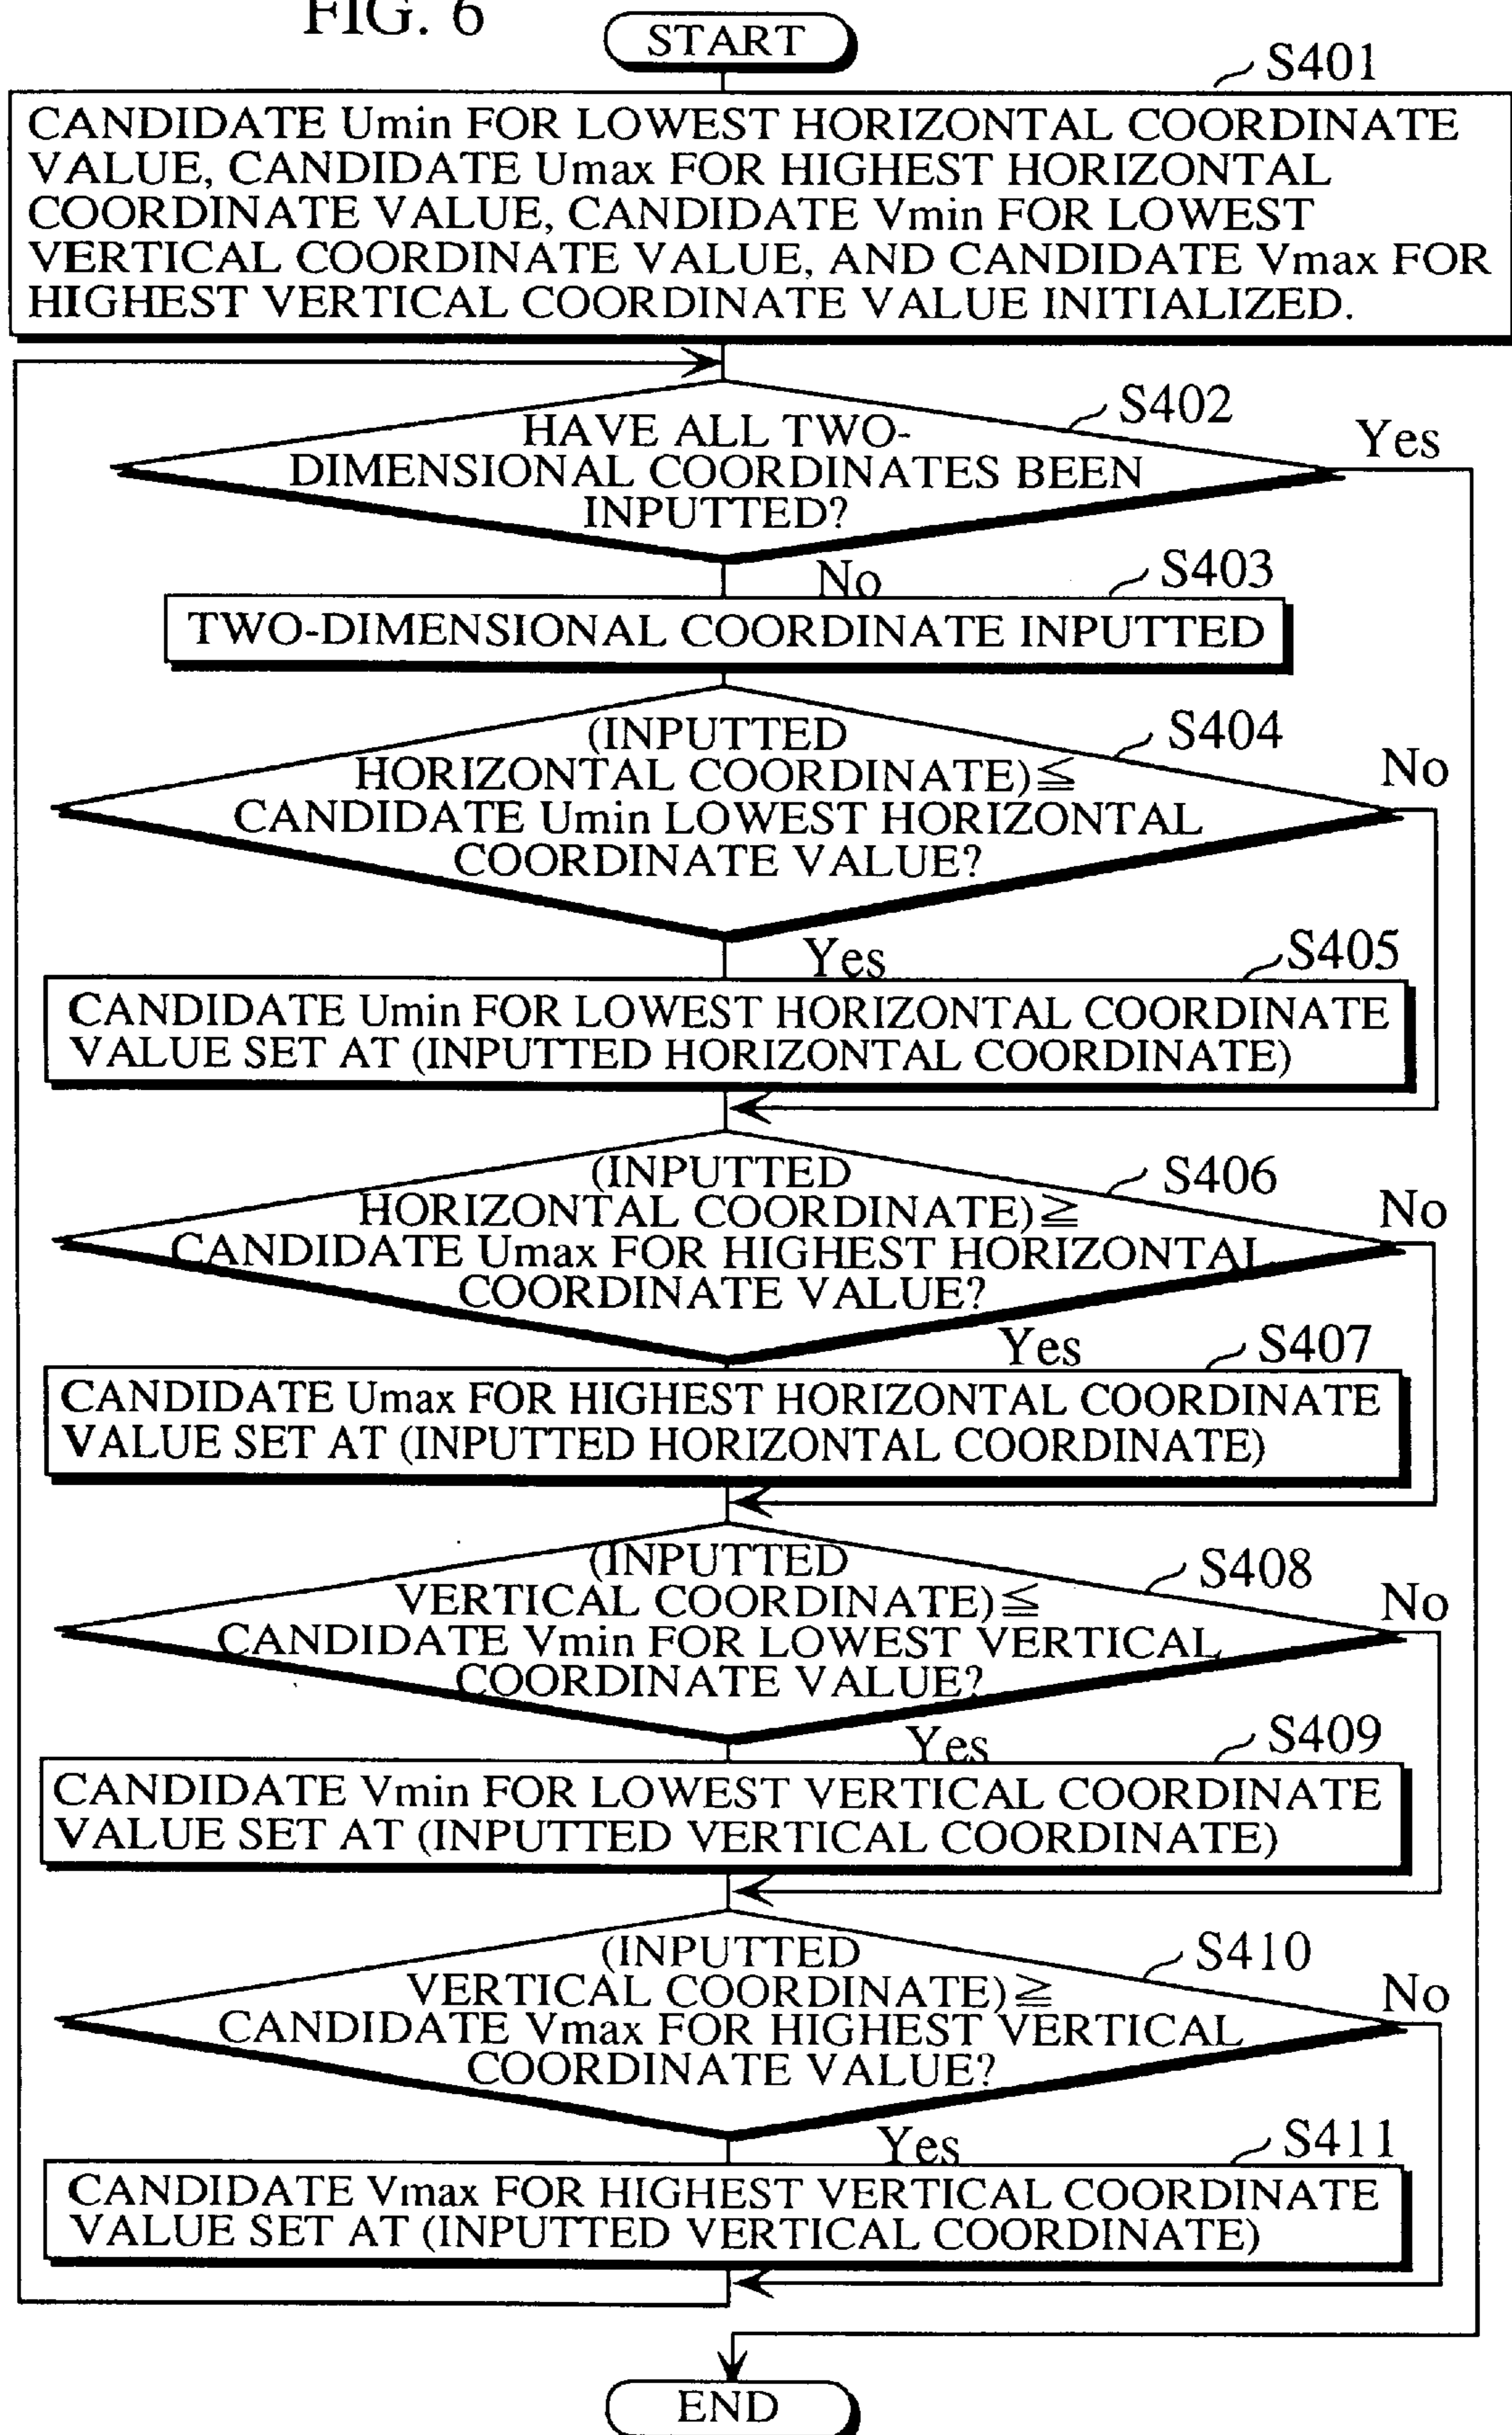 FIG. 6
START
S401
CANDIDATE Umin FOR LOWEST HORIZONTAL COORDINATE
VALUE, CANDIDATE Umax FOR HIGHEST HORIZONTAL
COORDINATE VALUE, CANDIDATE Vmin FOR LOWEST
VERTICAL COORDINATE VALUE, AND CANDIDATE Vmax FOR
HIGHEST VERTICAL COORDINATE VALUE INITIALIZED.
S402
HAVE ALL TWO-
DIMENSIONAL COORDINATES BEEN
INPUTTED?
Yes
No
S403
TWO-DIMENSIONAL COORDINATE INPUTTED
S404
(INPUTTED
HORIZONTAL COORDINATE)≦
CANDIDATE Umin LOWEST HORIZONTAL
COORDINATE VALUE?
No
Yes
S405
CANDIDATE Umin FOR LOWEST HORIZONTAL COORDINATE
VALUE SET AT (INPUTTED HORIZONTAL COORDINATE)
S406
(INPUTTED
HORIZONTAL COORDINATE)≧
CANDIDATE Umax FOR HIGHEST HORIZONTAL
COORDINATE VALUE?
No
Yes
S407
CANDIDATE Umax FOR HIGHEST HORIZONTAL COORDINATE
VALUE SET AT (INPUTTED HORIZONTAL COORDINATE)
S408
(INPUTTED
VERTICAL COORDINATE)≦
CANDIDATE Vmin FOR LOWEST VERTICAL
COORDINATE VALUE?
No
Yes
S409
CANDIDATE Vmin FOR LOWEST VERTICAL COORDINATE
VALUE SET AT (INPUTTED VERTICAL COORDINATE)
S410
(INPUTTED
VERTICAL COORDINATE)≧
CANDIDATE Vmax FOR HIGHEST VERTICAL
COORDINATE VALUE?
No
Yes
S411
CANDIDATE Vmax FOR HIGHEST VERTICAL COORDINATE
VALUE SET AT (INPUTTED VERTICAL COORDINATE)
END